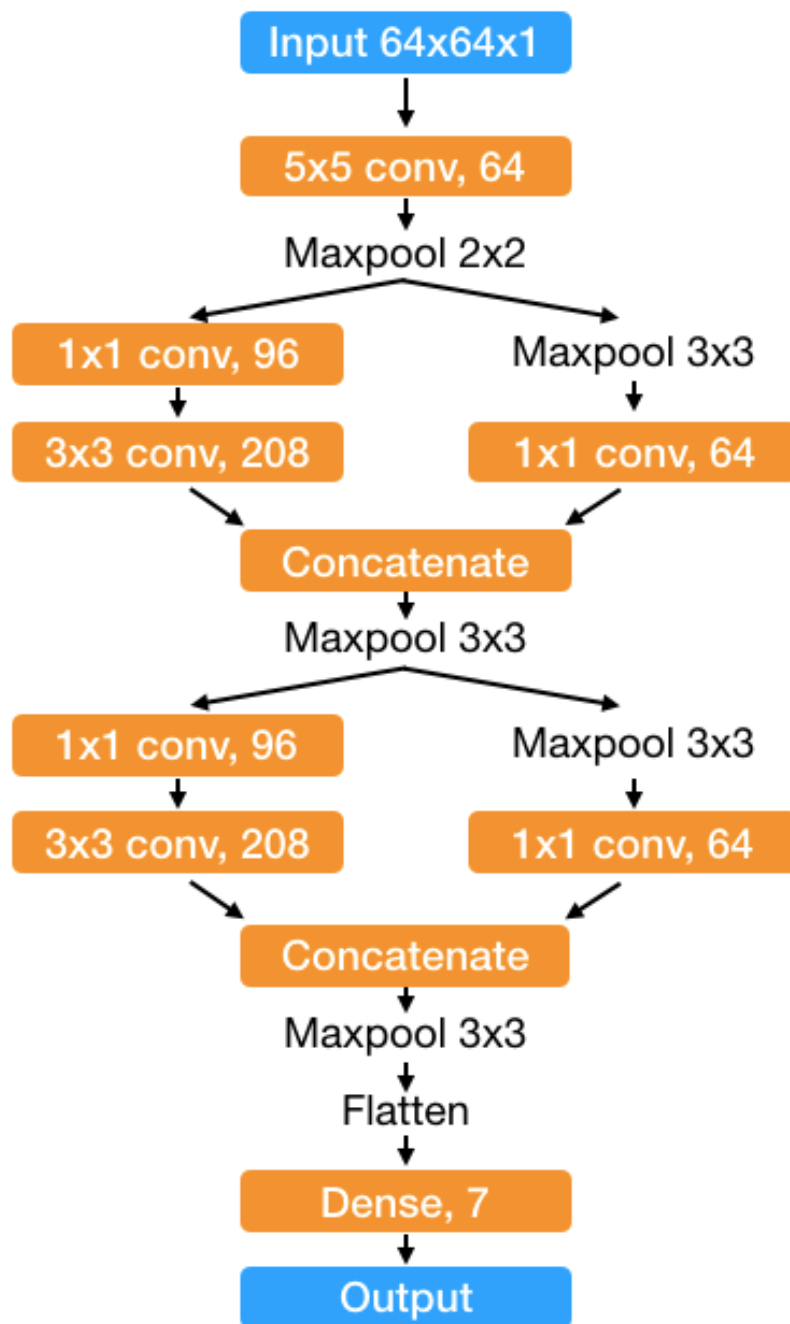 Input 64x64x1
5x5 conv, 64
Maxpool 2x2
1x1 conv, 96
Maxpool 3x3
3x3 conv, 208
1x1 conv, 64
Concatenate
Maxpool 3x3
1x1 conv, 96
Maxpool 3x3
3x3 conv, 208
1x1 conv, 64
Concatenate
Maxpool 3x3
Flatten
Dense, 7
Output